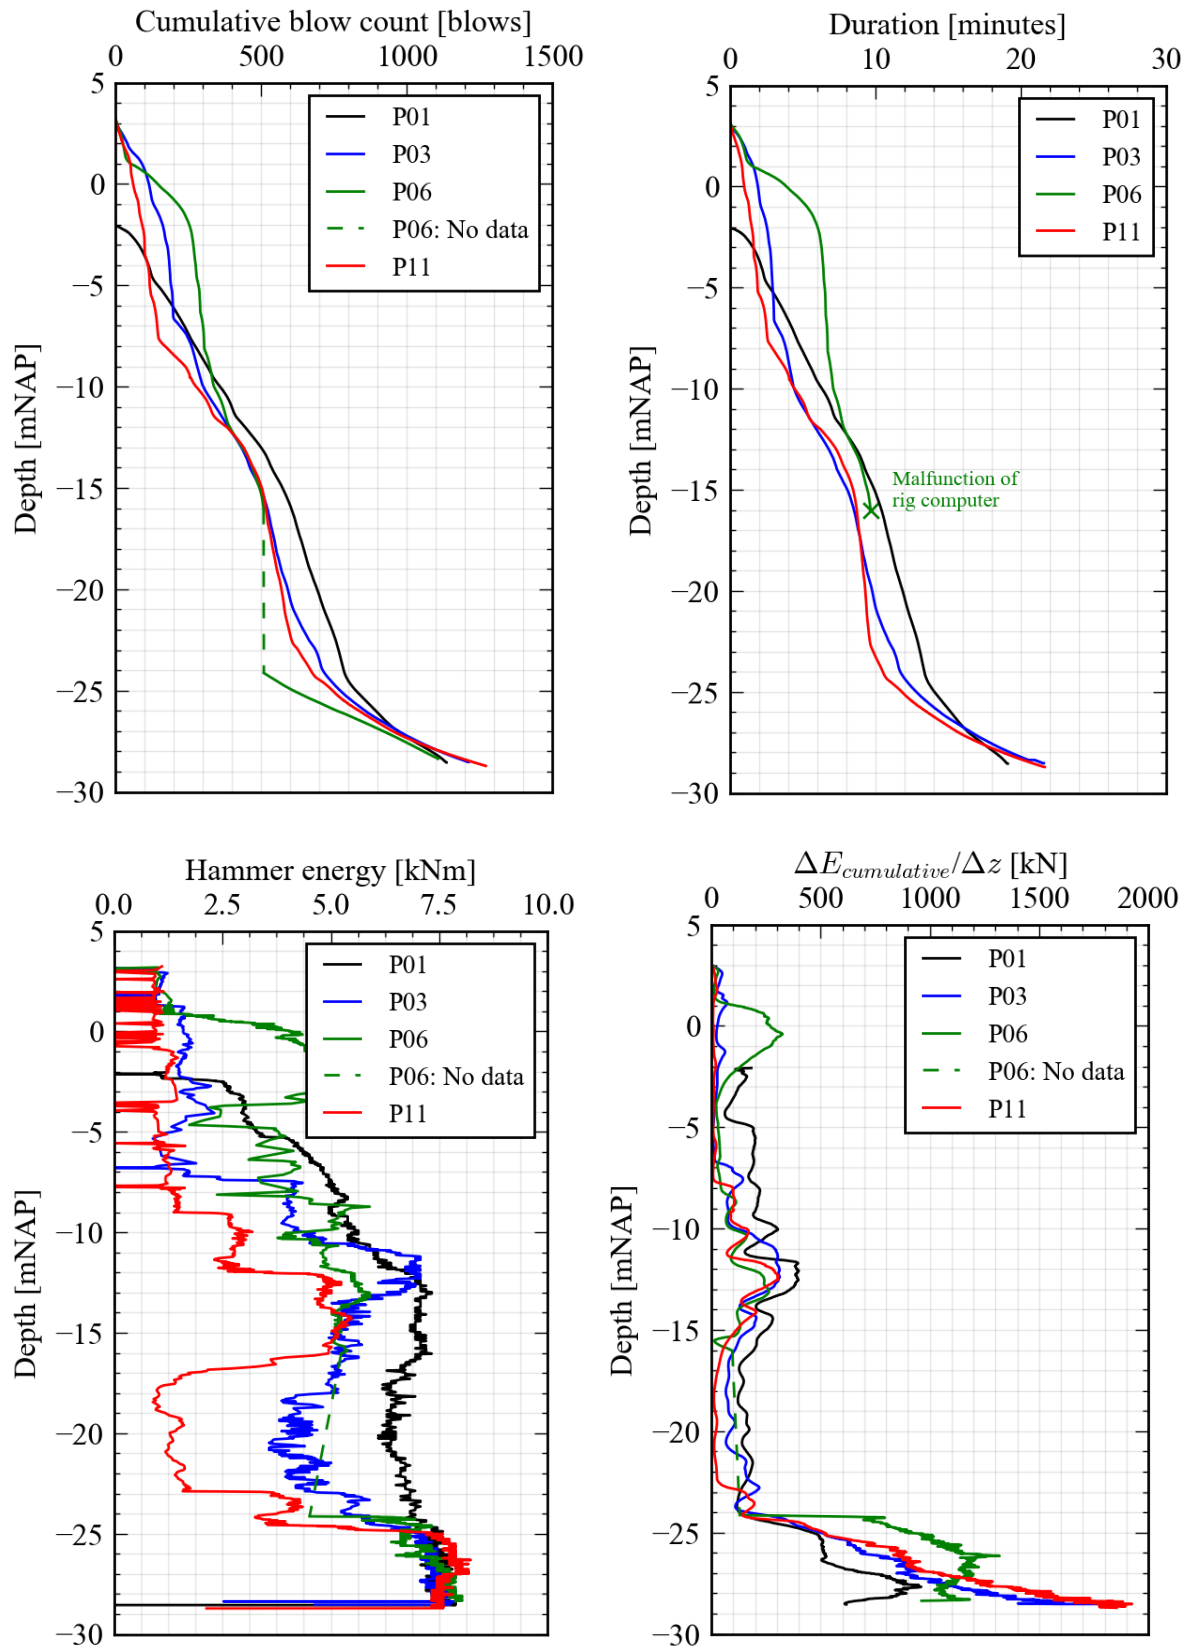 Cumulative blow count [blows]
0 500 1000 1500
5
0
−5
−10
−15
−20
−25
−30
Depth [mNAP]
P01
P03
P06
P06: No data
P11
Duration [minutes]
0 10 20 30
5
0
−5
−10
−15
−20
−25
−30
Depth [mNAP]
P01
P03
P06
P11
Malfunction of
rig computer
Hammer energy [kNm]
0.0 2.5 5.0 7.5 10.0
5
0
−5
−10
−15
−20
−25
−30
Depth [mNAP]
P01
P03
P06
P06: No data
P11
ΔE_{cumulative}/Δz [kN]
0 500 1000 1500 2000
5
0
−5
−10
−15
−20
−25
−30
Depth [mNAP]
P01
P03
P06
P06: No data
P11